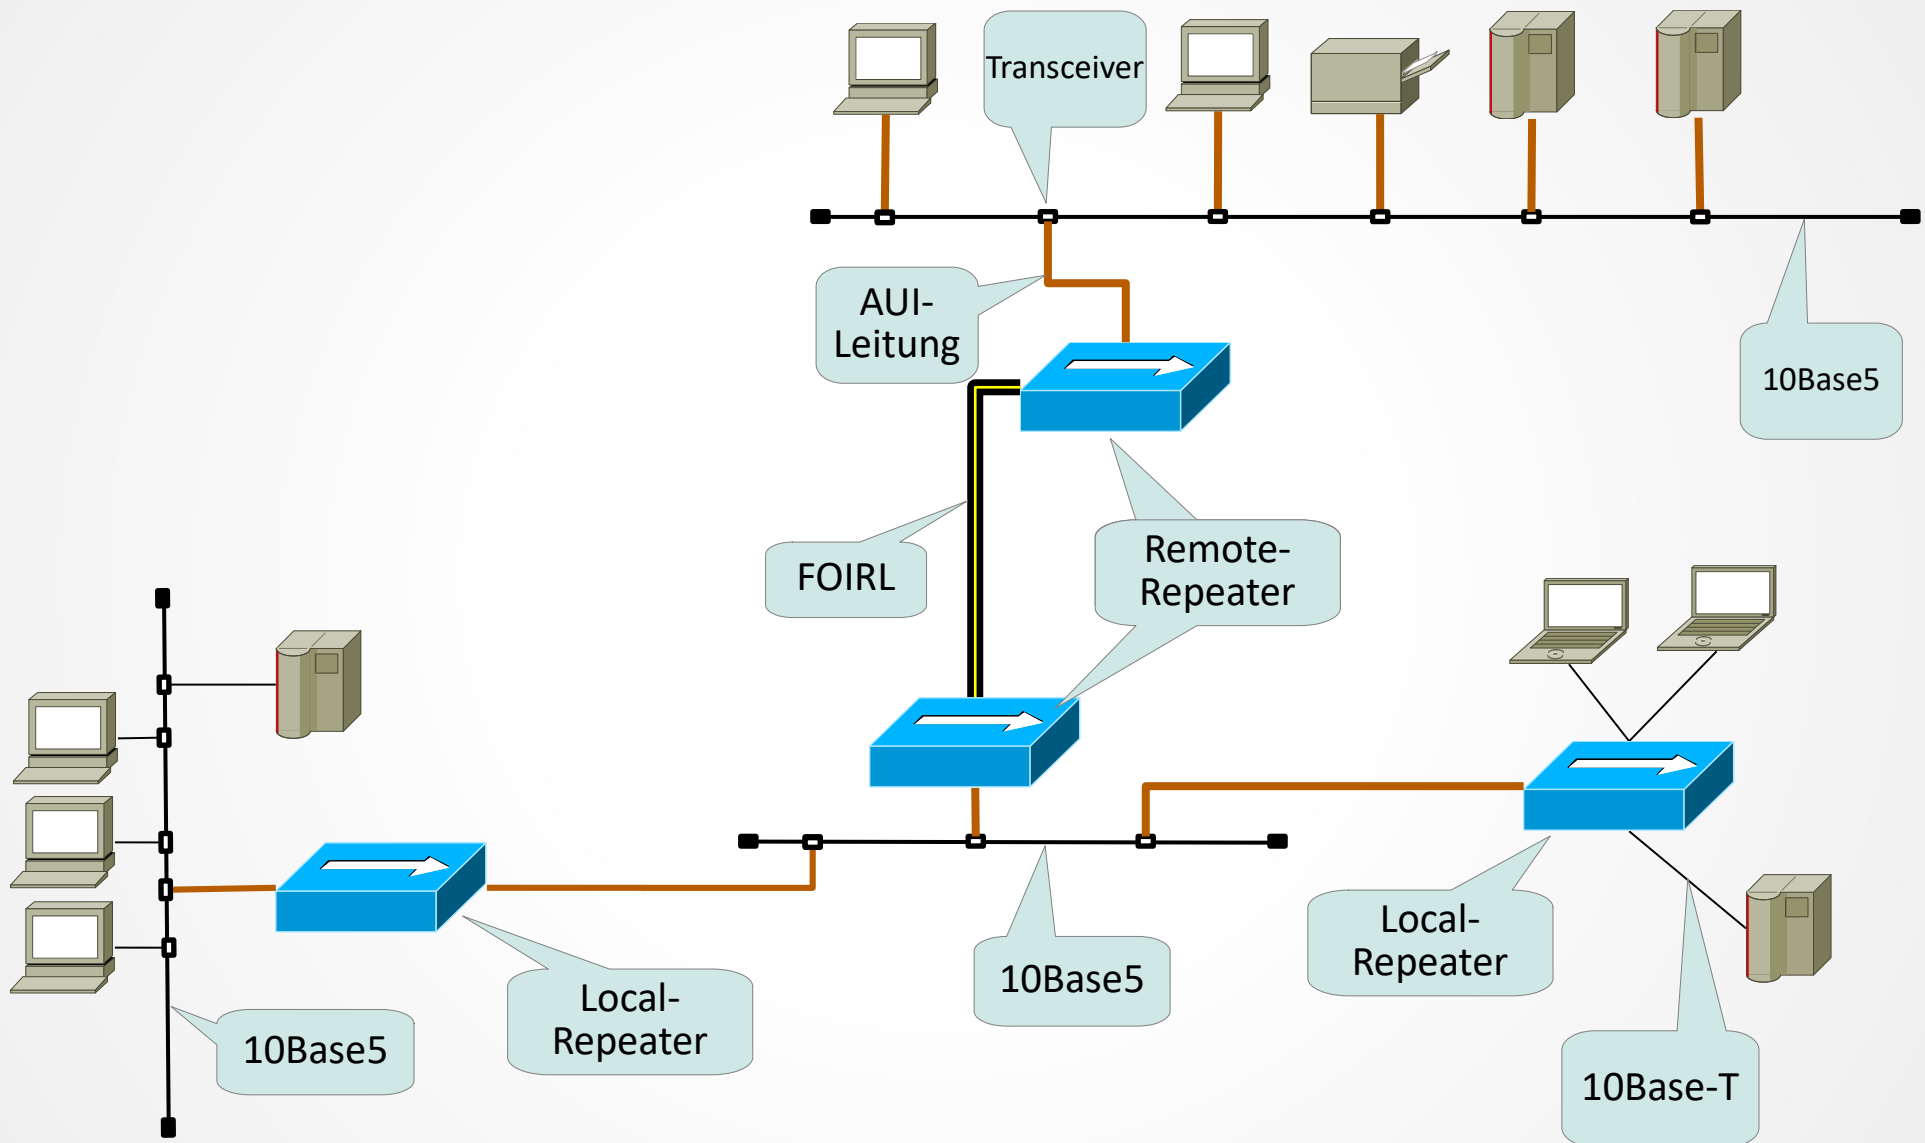 Transceiver
AUI-
Leitung
10Base5
FOIRL
Remote-
Repeater
Local-
Repeater
10Base5
Local-
Repeater
10Base5
10Base-T